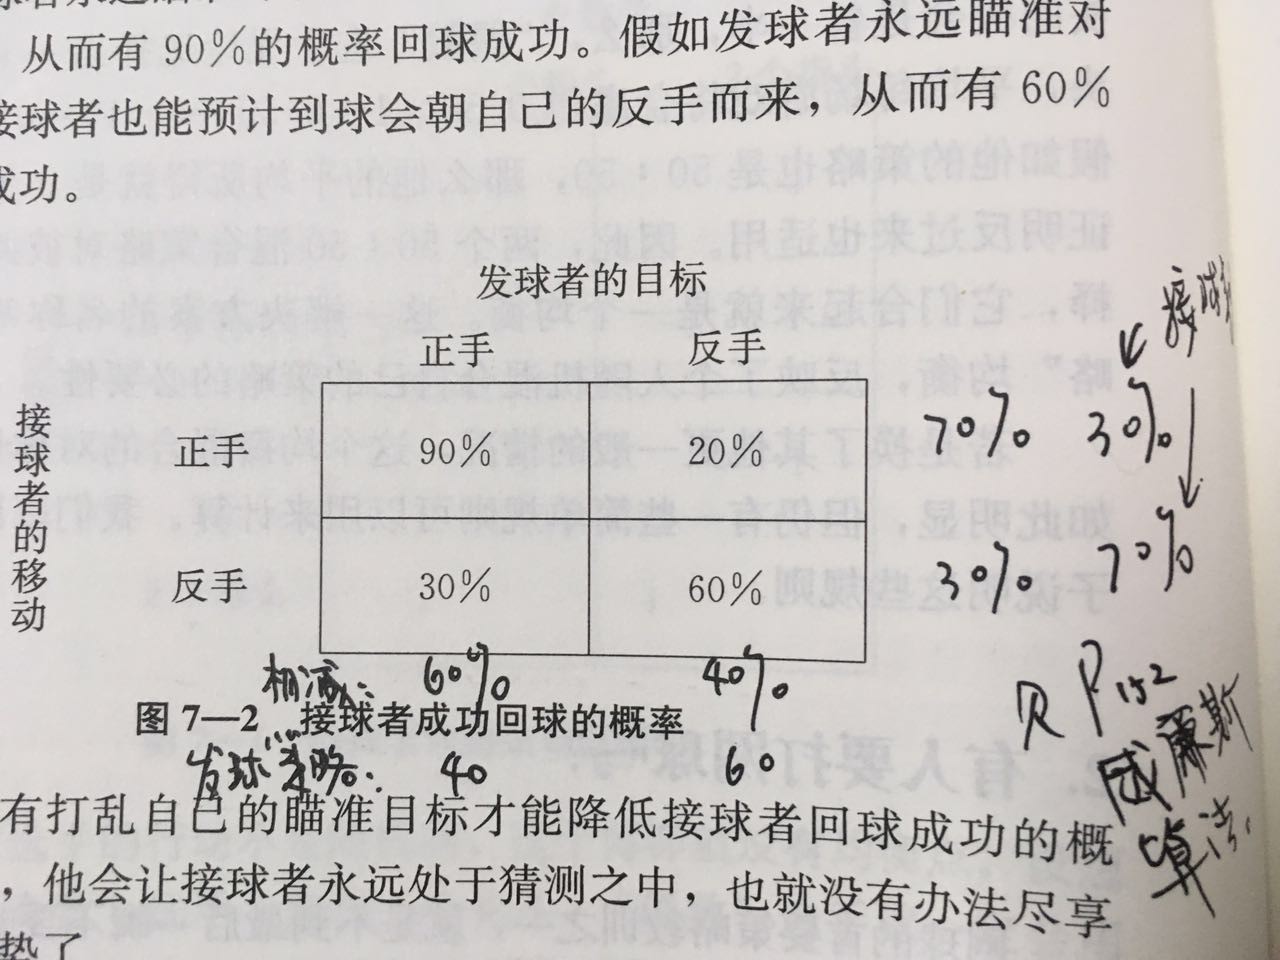 从而有90%的概率回球成功。假如发球者永远瞄准对
接球者也能预计到球会朝自己的反手而来，从而有60%
成功。
发球者的目标
正手 反手
接球者的移动
正手 90% 20% 70% 30%
反手 30% 60% 30% 70%
接球
相减: 60% 40%
图 7—2 接球者成功回球的概率
发球策略: 40 60
见 P152
威廉斯
算法
有打乱自己的瞄准目标才能降低接球者回球成功的概
，他会让接球者永远处于猜测之中，也就没有办法尽享
势了